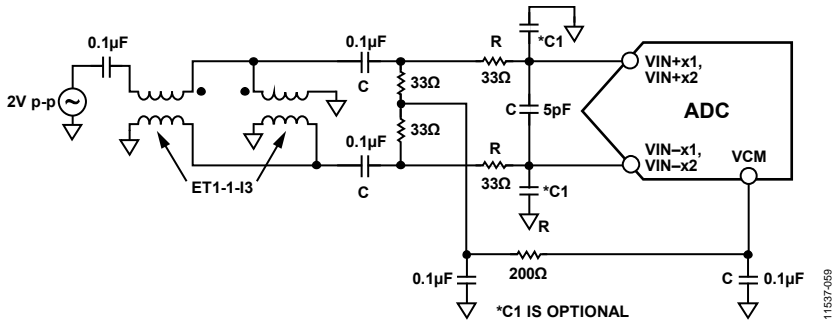 0.1µF
2V p-p
ET1-1-I3
0.1µF
C
33Ω
33Ω
0.1µF
C
R
33Ω
*C1
C 5pF
R
33Ω
*C1
R
VIN+x1,
VIN+x2
ADC
VIN–x1,
VIN–x2
VCM
0.1µF
200Ω
C 0.1µF
*C1 IS OPTIONAL
11537-059